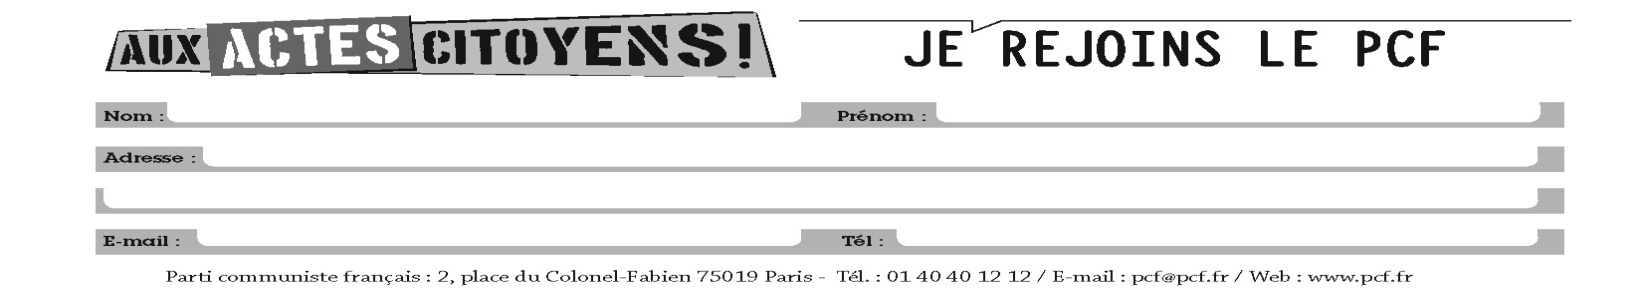 AUX ACTES CITOYENS! JE REJOINS LE PCF
Nom : Prénom :
Adresse :
E-mail : Tél :
Parti communiste français : 2, place du Colonel-Fabien 75019 Paris - Tél. : 01 40 40 12 12 / E-mail : pcf@pcf.fr / Web : www.pcf.fr